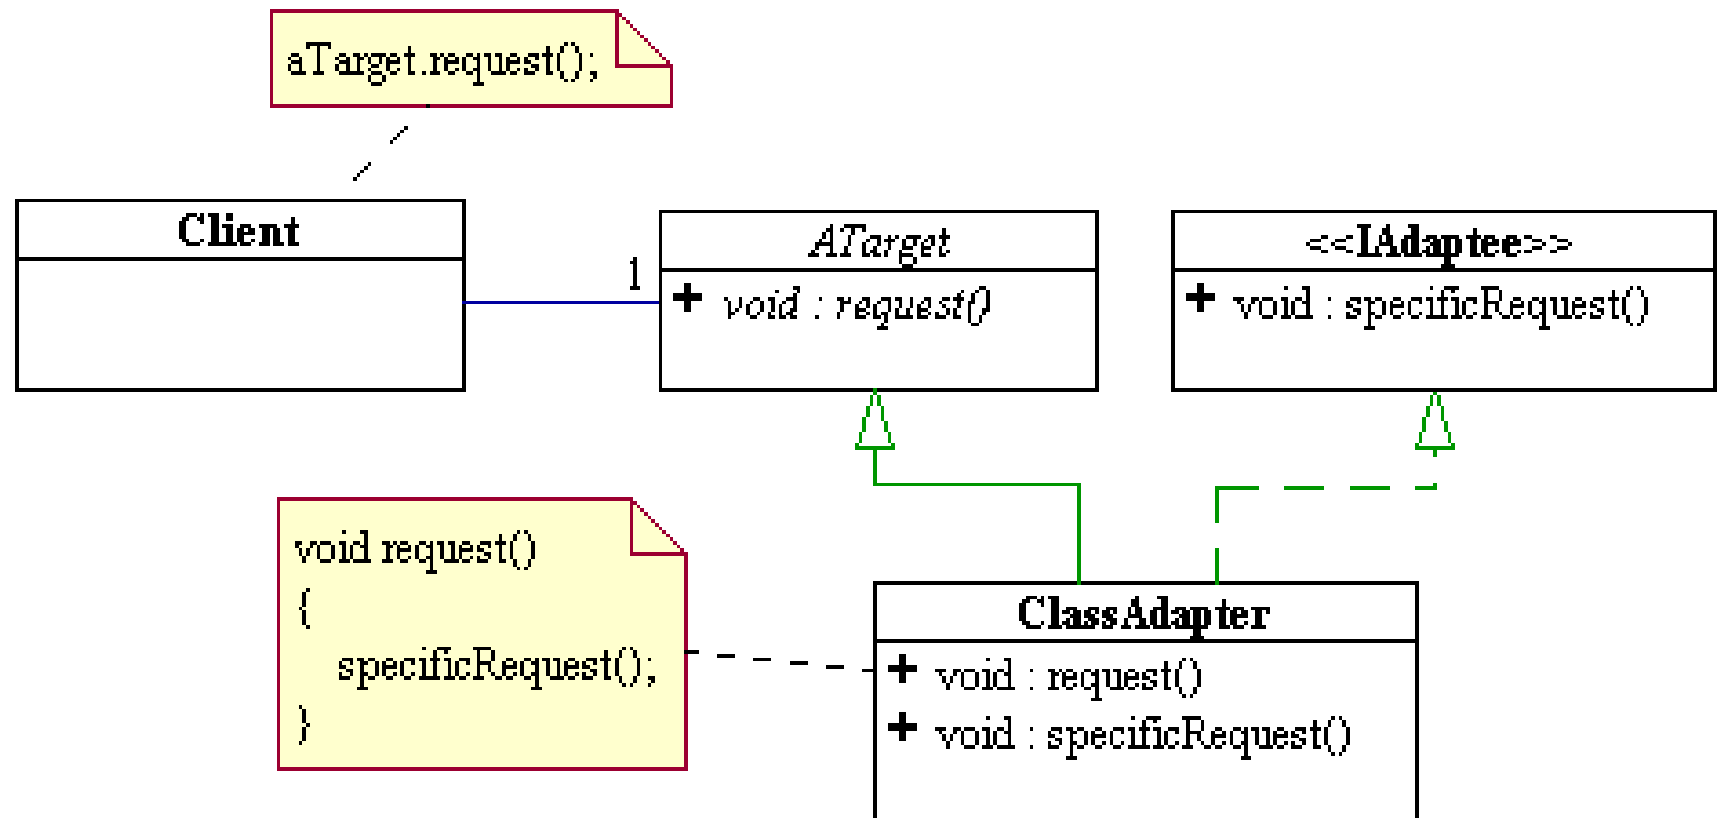 aTarget.request();
Client
1
ATarget
+ void : request()
<<IAdaptee>>
+ void : specificRequest()
void request()
{
specificRequest();
}
ClassAdapter
+ void : request()
+ void : specificRequest()